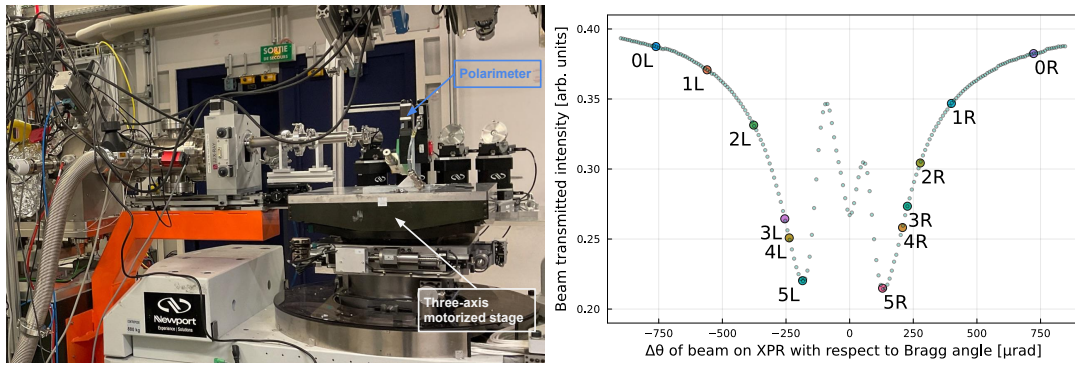 SORTIE
DE SECOURS
Polarimeter
Three-axis
motorized stage
Newport
Experience | Solutions
Beam transmitted intensity [arb. units]
0.40
0.35
0.30
0.25
0.20
0L
1L
2L
3L
4L
5L
0R
1R
2R
3R
4R
5R
−750
−500
−250
0
250
500
750
Δθ of beam on XPR with respect to Bragg angle [μrad]